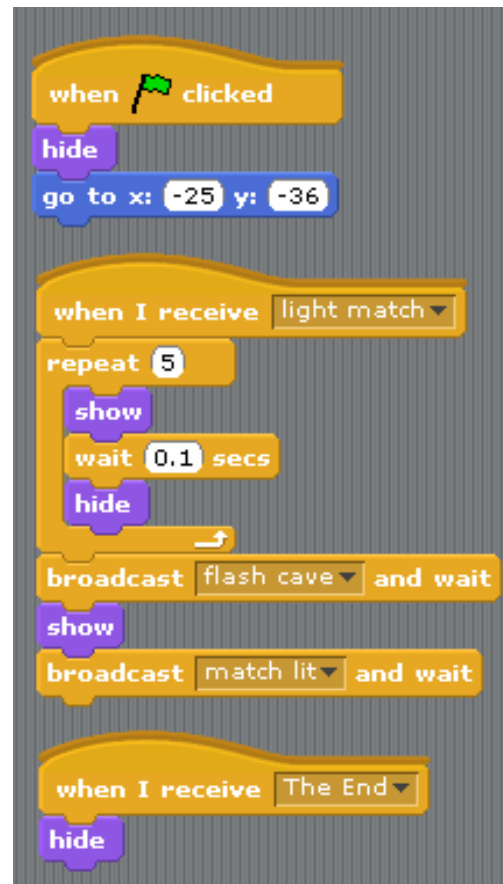 when clicked
hide
go to x: -25 y: -36
when I receive light match
repeat 5
show
wait 0.1 secs
hide
broadcast flash cave and wait
show
broadcast match lit and wait
when I receive The End
hide